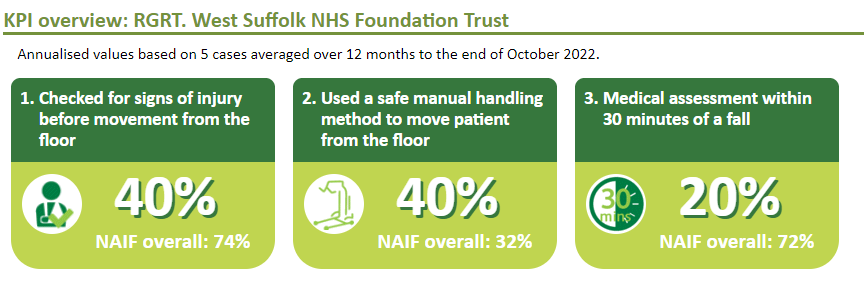 KPI overview: RGRT. West Suffolk NHS Foundation Trust
Annualised values based on 5 cases averaged over 12 months to the end of October 2022.
1. Checked for signs of injury
before movement from the
floor
40%
NAIF overall: 74%
2. Used a safe manual handling
method to move patient
from the floor
40%
NAIF overall: 32%
3. Medical assessment within
30 minutes of a fall
30
mins
20%
NAIF overall: 72%